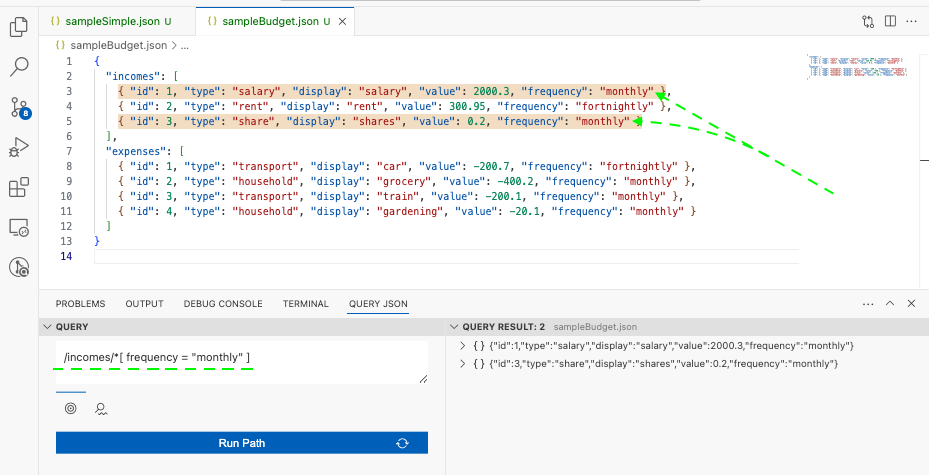 {} sampleSimple.json U
{} sampleBudget.json U
{} sampleBudget.json > ...
1 {
2 "incomes": [
3 { "id": 1, "type": "salary", "display": "salary", "value": 2000.3, "frequency": "monthly" },
4 { "id": 2, "type": "rent", "display": "rent", "value": 300.95, "frequency": "fortnightly" },
5 { "id": 3, "type": "share", "display": "shares", "value": 0.2, "frequency": "monthly" }
6 ],
7 "expenses": [
8 { "id": 1, "type": "transport", "display": "car", "value": -200.7, "frequency": "fortnightly" },
9 { "id": 2, "type": "household", "display": "grocery", "value": -400.2, "frequency": "monthly" },
10 { "id": 3, "type": "transport", "display": "train", "value": -200.1, "frequency": "monthly" },
11 { "id": 4, "type": "household", "display": "gardening", "value": -20.1, "frequency": "monthly" }
12 ]
13 }
14
8
PROBLEMS OUTPUT DEBUG CONSOLE TERMINAL QUERY JSON
QUERY
/incomes/*[ frequency = "monthly" ]
Run Path
QUERY RESULT: 2 sampleBudget.json
> {} {"id":1,"type":"salary","display":"salary","value":2000.3,"frequency":"monthly"}
> {} {"id":3,"type":"share","display":"shares","value":0.2,"frequency":"monthly"}